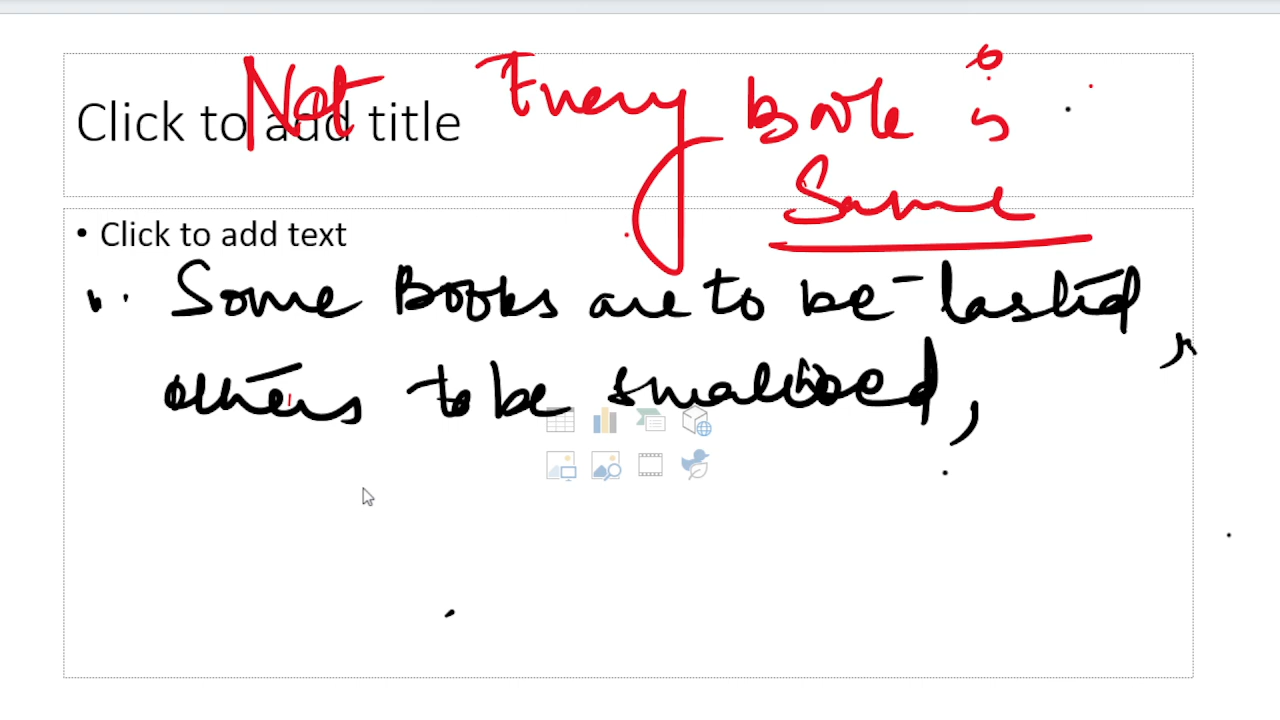 Click to add title
Not Every Book is
Same
• Click to add text
Some Books are to be tasted,
others to be swallowed,